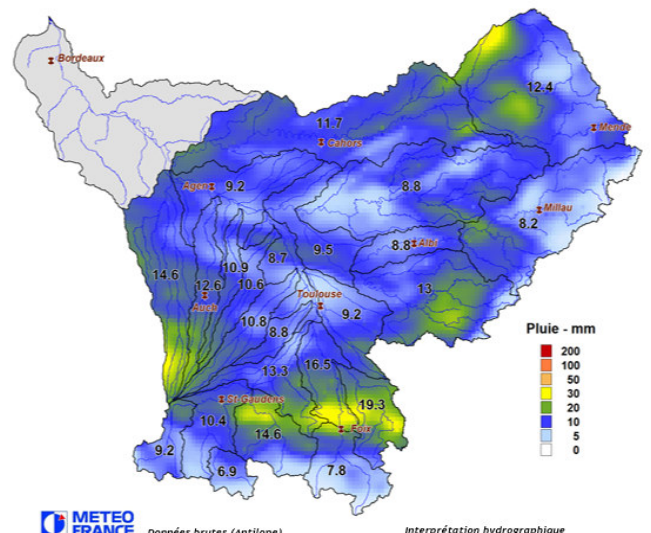 Bordeaux
12.4
11.7
Mende
Cahors
Agen
9.2
8.8
Millau
8.2
8.8
Albi
9.5
8.7
14.6
10.9
12.6
10.6
13
Toulouse
Auch
9.2
10.8
8.8
Pluie - mm
200
100
50
30
20
10
5
0
16.5
13.3
St Gaudens
19.3
10.4
14.6
Foix
9.2
6.9
7.8
METEO
FRANCE
Données brutes (Antilope)
Interprétation hydrographique